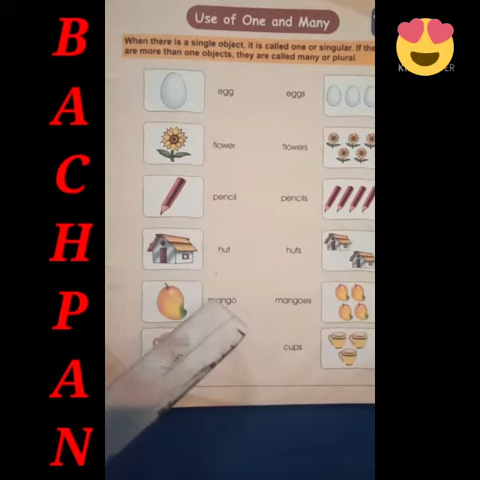 BACHPAN
Use of One and Many
When there is a single object, it is called one or singular. If the
are more than one objects, they are called many or plural.
egg eggs
flower flowers
pencil pencils
hut huts
mango mangoes
cups